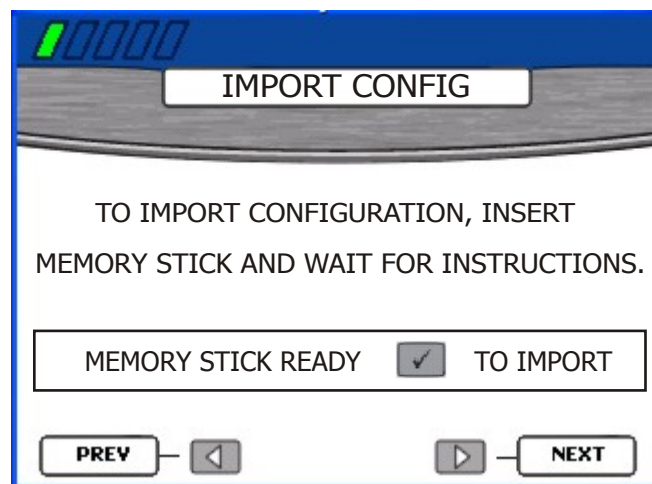 IMPORT CONFIG
TO IMPORT CONFIGURATION, INSERT
MEMORY STICK AND WAIT FOR INSTRUCTIONS.
MEMORY STICK READY ✓ TO IMPORT
PREV NEXT